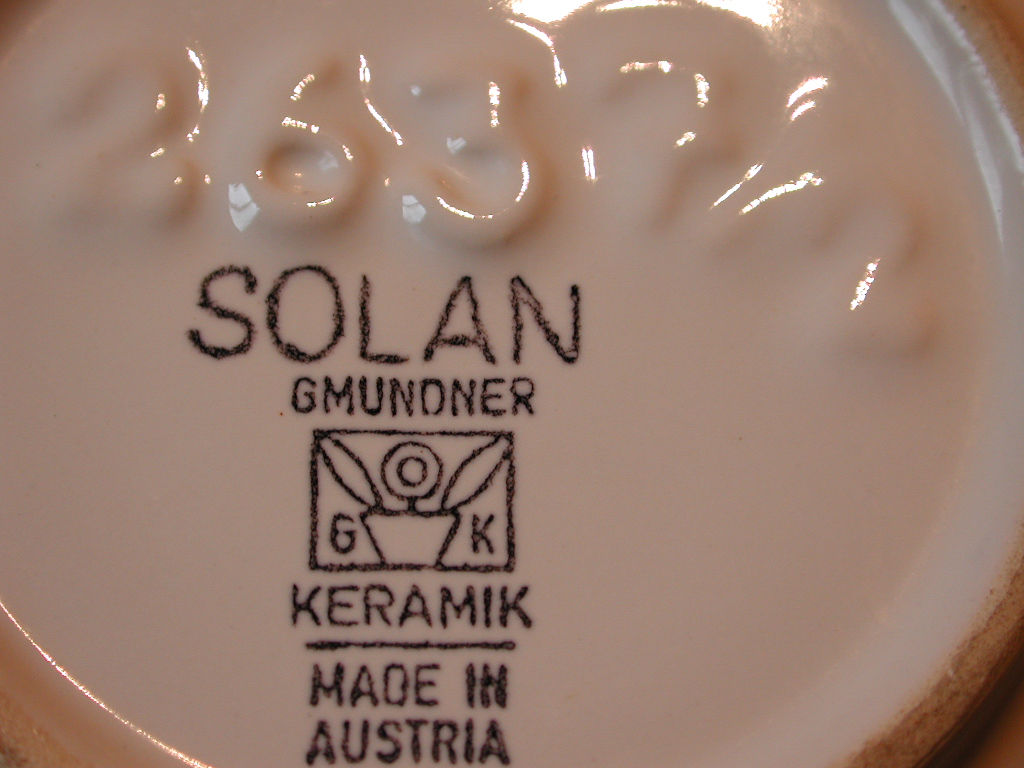 SOLAN
GMUNDNER
G K
KERAMIK
MADE IN
AUSTRIA